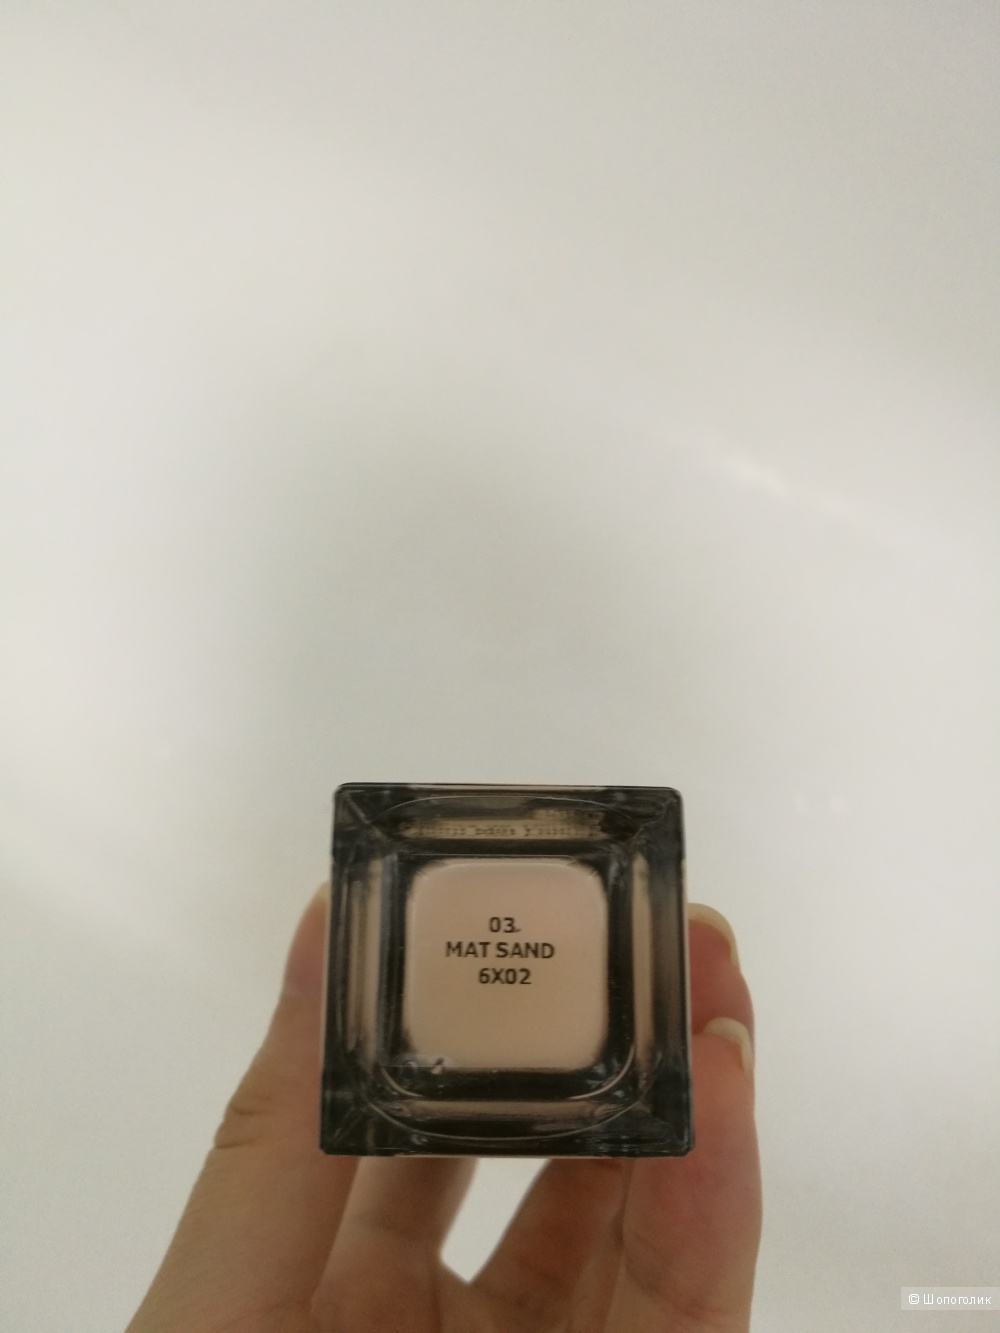 03.
MAT SAND
6X02
© Шопоголик